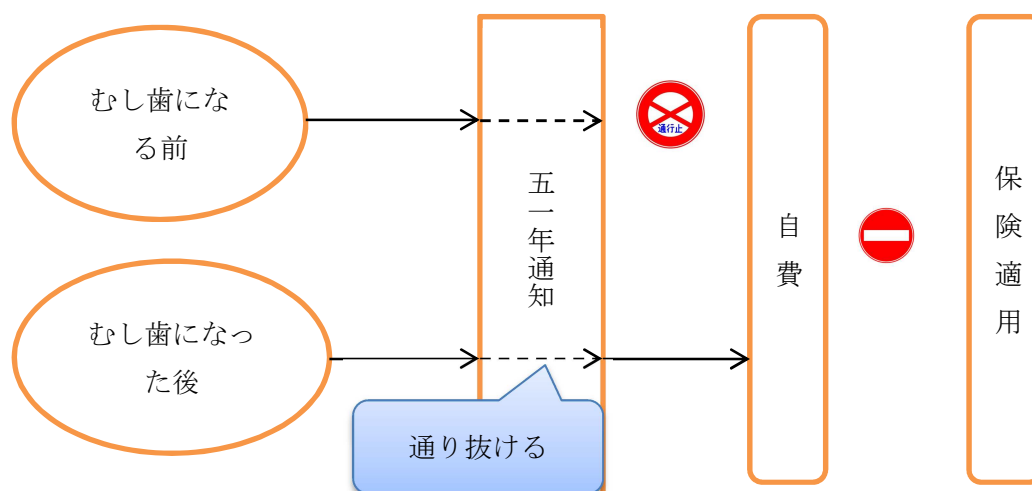 むし歯にな
る前
通行止
五一年通知
自費
保険適用
むし歯になっ
た後
通り抜ける